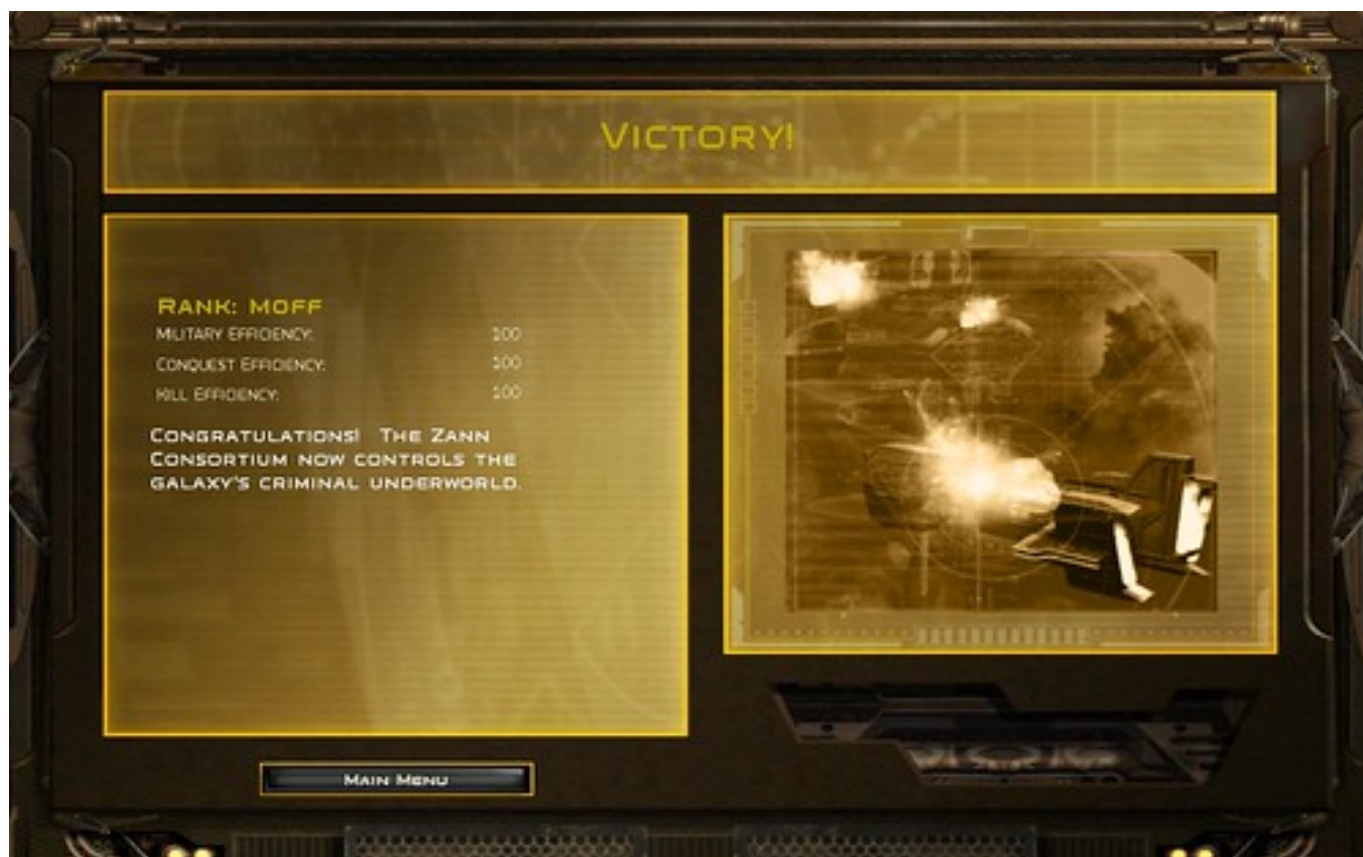 Victory!
Rank: Moff
Military Efficiency: 100
Conquest Efficiency: 100
Kill Efficiency: 100
Congratulations! The Zann
Consortium now controls the
galaxy's criminal underworld.
Main Menu